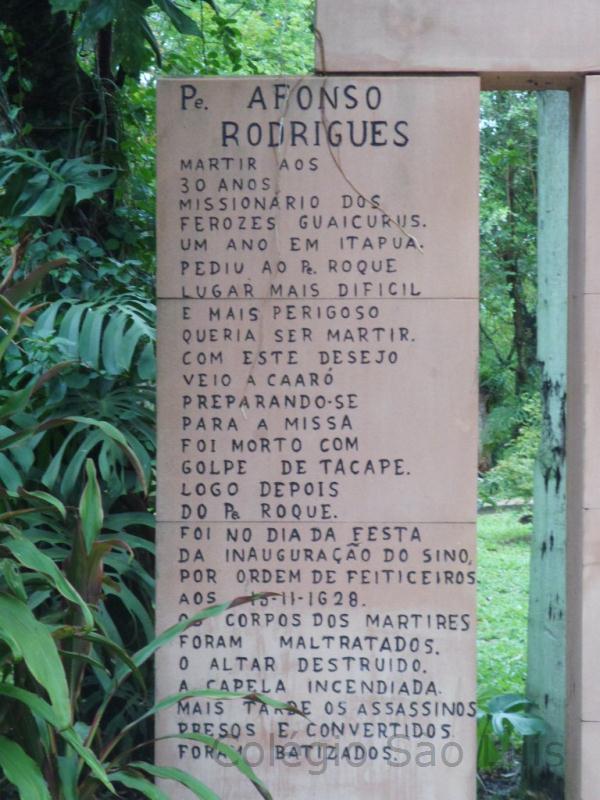 Pe. AFONSO
RODRIGUES
MARTIR AOS
30 ANOS
MISSIONARIO DOS
FEROZES GUAICURUS.
UM ANO EM ITAPUA.
PEDIU AO Pe. ROQUE
LUGAR MAIS DIFICIL
E MAIS PERIGOSO
QUERIA SER MARTIR.
COM ESTE DESEJO
VEIO A CAARÓ
PREPARANDO-SE
PARA A MISSA
FOI MORTO COM
GOLPE DE TACAPE.
LOGO DEPOIS
DO Pe. ROQUE.
FOI NO DIA DA FESTA
DA INAUGURAÇÃO DO SINO,
POR ORDEM DE FEITICEIROS.
AOS 15-11-1628.
OS CORPOS DOS MARTIRES
FORAM MALTRATADOS.
O ALTAR DESTRUIDO.
A CAPELA INCENDIADA.
MAIS TARDE OS ASSASSINOS
PRESOS E CONVERTIDOS
FORAM BATIZADOS.
Colégio São Luis